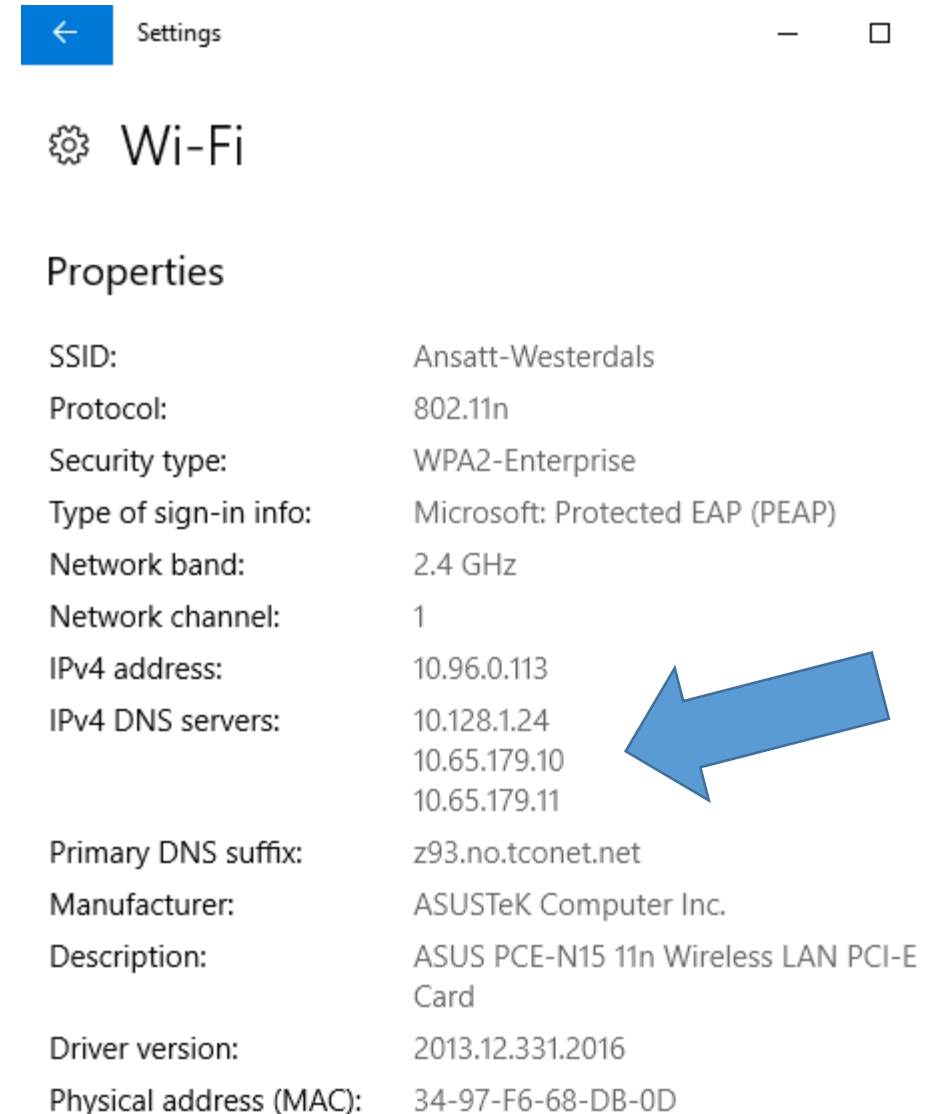 Settings
Wi-Fi
Properties
SSID: Ansatt-Westerdals
Protocol: 802.11n
Security type: WPA2-Enterprise
Type of sign-in info: Microsoft: Protected EAP (PEAP)
Network band: 2.4 GHz
Network channel: 1
IPv4 address: 10.96.0.113
IPv4 DNS servers: 10.128.1.24
10.65.179.10
10.65.179.11
Primary DNS suffix: z93.no.tconet.net
Manufacturer: ASUSTeK Computer Inc.
Description: ASUS PCE-N15 11n Wireless LAN PCI-E
Card
Driver version: 2013.12.331.2016
Physical address (MAC): 34-97-F6-68-DB-0D